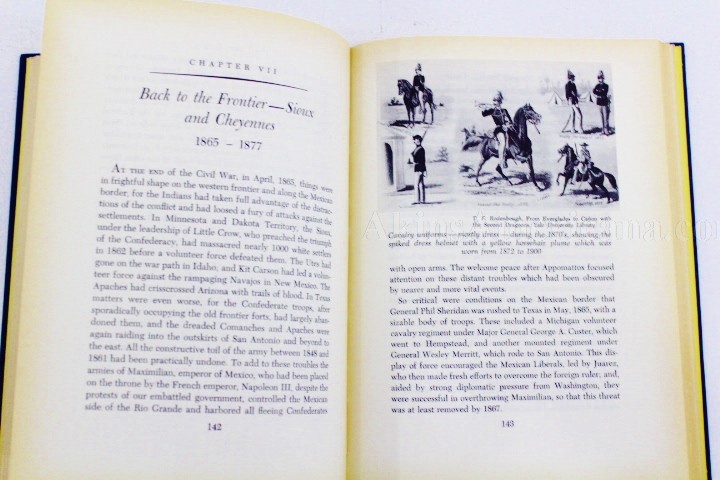 CHAPTER VII
Back to the Frontier—Sioux
and Cheyennes
1865 – 1877
AT THE END of the Civil War, in April, 1865, things were
in frightful shape on the western frontier and along the Mexican
border, for the Indians had taken full advantage of the distrac-
tions of the conflict and had loosed a fury of attacks against the
settlements. In Minnesota and Dakota Territory, the Sioux,
under the leadership of Little Crow, who preached the triumph
of the Confederacy, had massacred nearly 1000 white settlers
in 1862 before a volunteer force defeated them. The Utes had
gone on the war path in Idaho; and Kit Carson had led a volun-
teer force against the rampaging Navajos in New Mexico. The
Apaches had crisscrossed Arizona with trails of blood. In Texas
matters were even worse, for the Confederate troops, after
sporadically occupying the old frontier forts, had largely aban-
doned them, and the dreaded Comanches and Apaches were
again raiding into the outskirts of San Antonio and beyond to
the east. All the constructive toil of the army between 1848 and
1861 had been practically undone. To add to these troubles the
armies of Maximilian, emperor of Mexico, who had been placed
on the throne by the French emperor, Napoleon III, despite the
protests of our embattled government, controlled the Mexican
side of the Rio Grande and harbored all fleeing Confederates
142
T. F. Rodenbough, From Everglades to Cañon with
the Second Dragoons, Yale University Library
Cavalry uniforms—mostly dress—during the 1870's, showing the
spiked dress helmet with a yellow horsehair plume which was
worn from 1872 to 1900
with open arms. The welcome peace after Appomattox focused
attention on these distant troubles which had been obscured
by nearer and more vital events.
So critical were conditions on the Mexican border that
General Phil Sheridan was rushed to Texas in May, 1865, with a
sizable body of troops. These included a Michigan volunteer
cavalry regiment under Major General George A. Custer, which
went to Hempstead, and another mounted regiment under
General Wesley Merritt, which rode to San Antonio. This dis-
play of force encouraged the Mexican Liberals, led by Juarez,
who then made fresh efforts to overcome the foreign ruler, and,
aided by strong diplomatic pressure from Washington, they
were successful in overthrowing Maximilian, so that this threat
was at least removed by 1867.
143